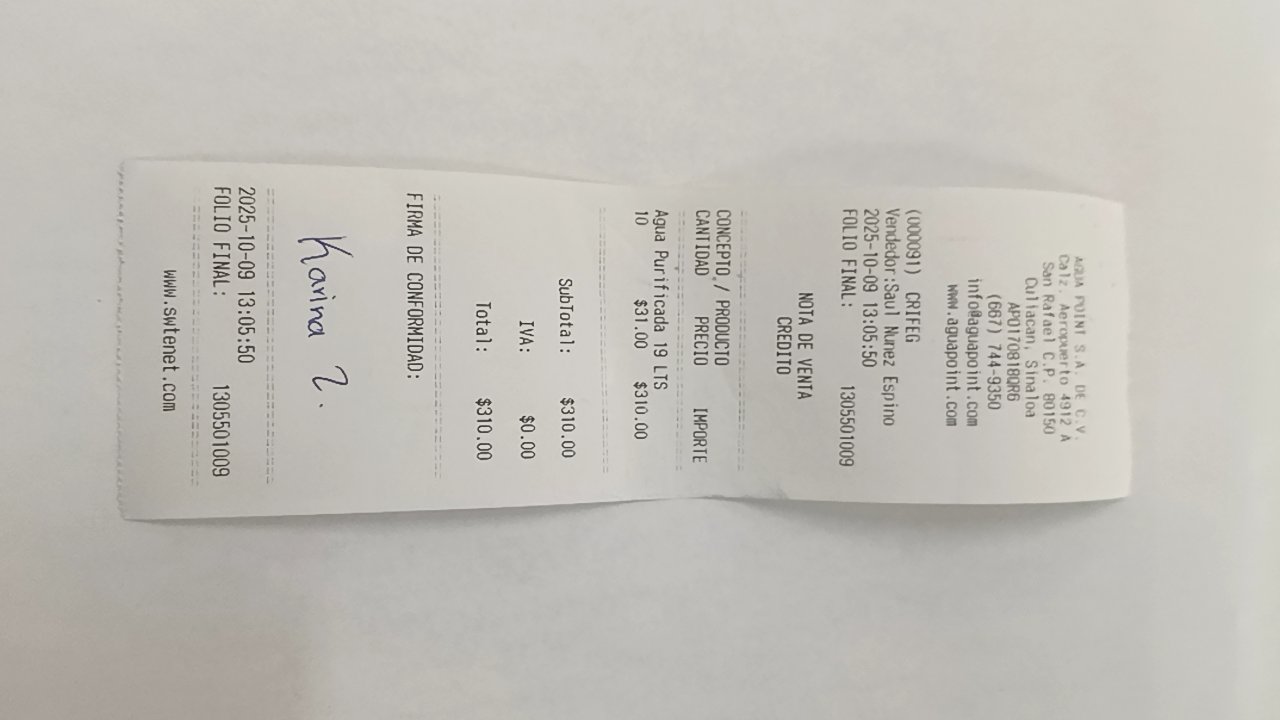 AQUA POINT S.A. DE C.V.
Calz. Aeropuerto 4912 A
San Rafael C.P. 80150
Culiacan, Sinaloa
APO170818QR6
(667) 744-9350
info@aguapoint.com
www.aguapoint.com
(000091) CRIFEG
Vendedor:Saul Nunez Espino
2025-10-09 13:05:50
FOLIO FINAL: 1305501009
NOTA DE VENTA
CREDITO
CONCEPTO / PRODUCTO
CANTIDAD PRECIO IMPORTE
Agua Purificada 19 LTS
10 $31.00 $310.00
SubTotal: $310.00
IVA: $0.00
Total: $310.00
FIRMA DE CONFORMIDAD:
Karina Z.
2025-10-09 13:05:50
FOLIO FINAL: 1305501009
www.swtenet.com